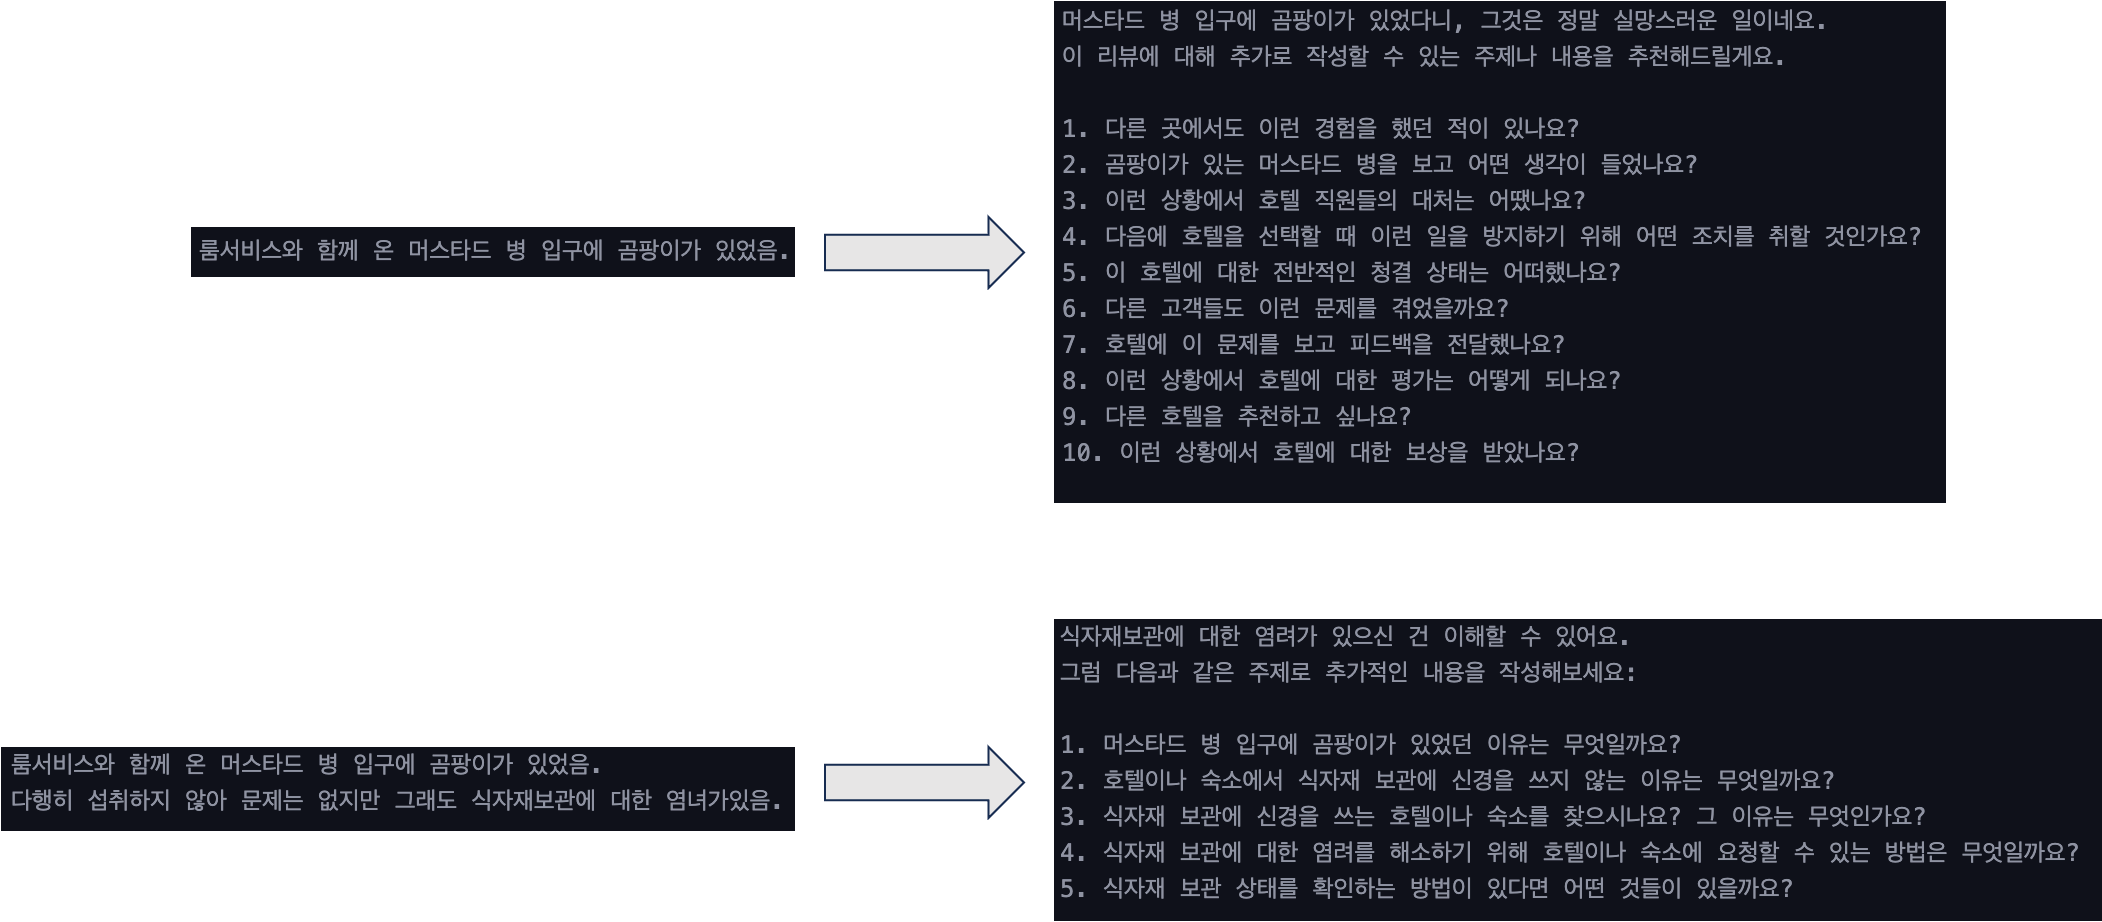 룸서비스와 함께 온 머스타드 병 입구에 곰팡이가 있었음.
머스타드 병 입구에 곰팡이가 있었다니, 그것은 정말 실망스러운 일이네요.
이 리뷰에 대해 추가로 작성할 수 있는 주제나 내용을 추천해드릴게요.
1. 다른 곳에서도 이런 경험을 했던 적이 있나요?
2. 곰팡이가 있는 머스타드 병을 보고 어떤 생각이 들었나요?
3. 이런 상황에서 호텔 직원들의 대처는 어땠나요?
4. 다음에 호텔을 선택할 때 이런 일을 방지하기 위해 어떤 조치를 취할 것인가요?
5. 이 호텔에 대한 전반적인 청결 상태는 어떠했나요?
6. 다른 고객들도 이런 문제를 겪었을까요?
7. 호텔에 이 문제를 보고 피드백을 전달했나요?
8. 이런 상황에서 호텔에 대한 평가는 어떻게 되나요?
9. 다른 호텔을 추천하고 싶나요?
10. 이런 상황에서 호텔에 대한 보상을 받았나요?
룸서비스와 함께 온 머스타드 병 입구에 곰팡이가 있었음.
다행히 섭취하지 않아 문제는 없지만 그래도 식자재보관에 대한 염녀가있음.
식자재보관에 대한 염려가 있으신 건 이해할 수 있어요.
그럼 다음과 같은 주제로 추가적인 내용을 작성해보세요:
1. 머스타드 병 입구에 곰팡이가 있었던 이유는 무엇일까요?
2. 호텔이나 숙소에서 식자재 보관에 신경을 쓰지 않는 이유는 무엇일까요?
3. 식자재 보관에 신경을 쓰는 호텔이나 숙소를 찾으시나요? 그 이유는 무엇인가요?
4. 식자재 보관에 대한 염려를 해소하기 위해 호텔이나 숙소에 요청할 수 있는 방법은 무엇일까요?
5. 식자재 보관 상태를 확인하는 방법이 있다면 어떤 것들이 있을까요?